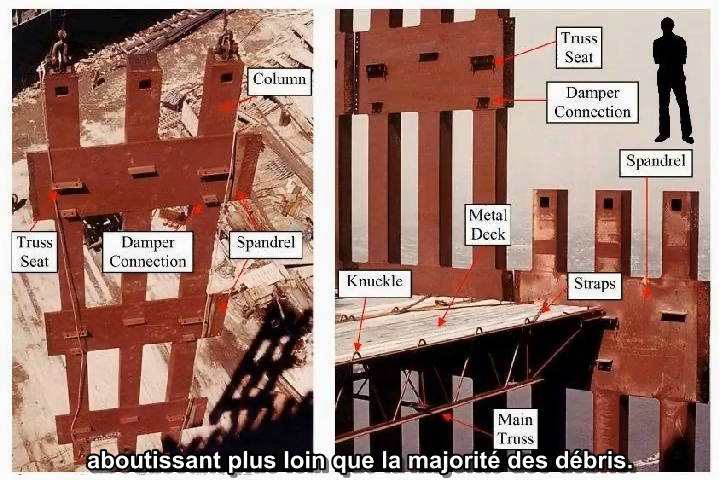 Column
Truss
Seat
Damper
Connection
Spandrel
Truss
Seat
Damper
Connection
Spandrel
Metal
Deck
Knuckle
Straps
Main
Truss
aboutissant plus loin que la majorité des débris.